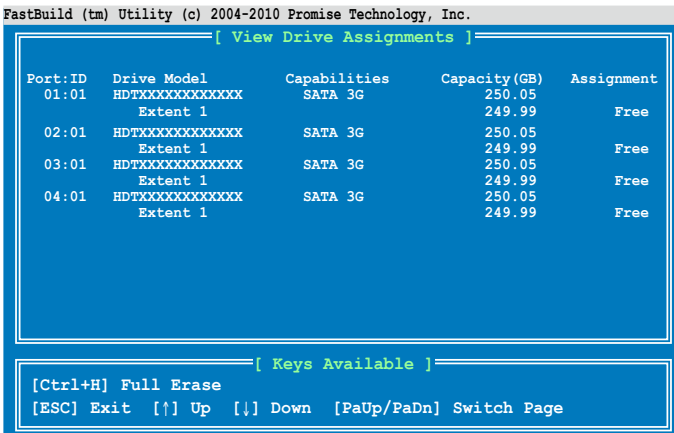 FastBuild (tm) Utility (c) 2004-2010 Promise Technology, Inc.
[ View Drive Assignments ]
Port:ID Drive Model Capabilities Capacity(GB) Assignment
01:01 HDTXXXXXXXXXXXX SATA 3G 250.05
Extent 1 249.99 Free
02:01 HDTXXXXXXXXXXXX SATA 3G 250.05
Extent 1 249.99 Free
03:01 HDTXXXXXXXXXXXX SATA 3G 250.05
Extent 1 249.99 Free
04:01 HDTXXXXXXXXXXXX SATA 3G 250.05
Extent 1 249.99 Free
[ Keys Available ]
[Ctrl+H] Full Erase
[ESC] Exit [↑] Up [↓] Down [PaUp/PaDn] Switch Page